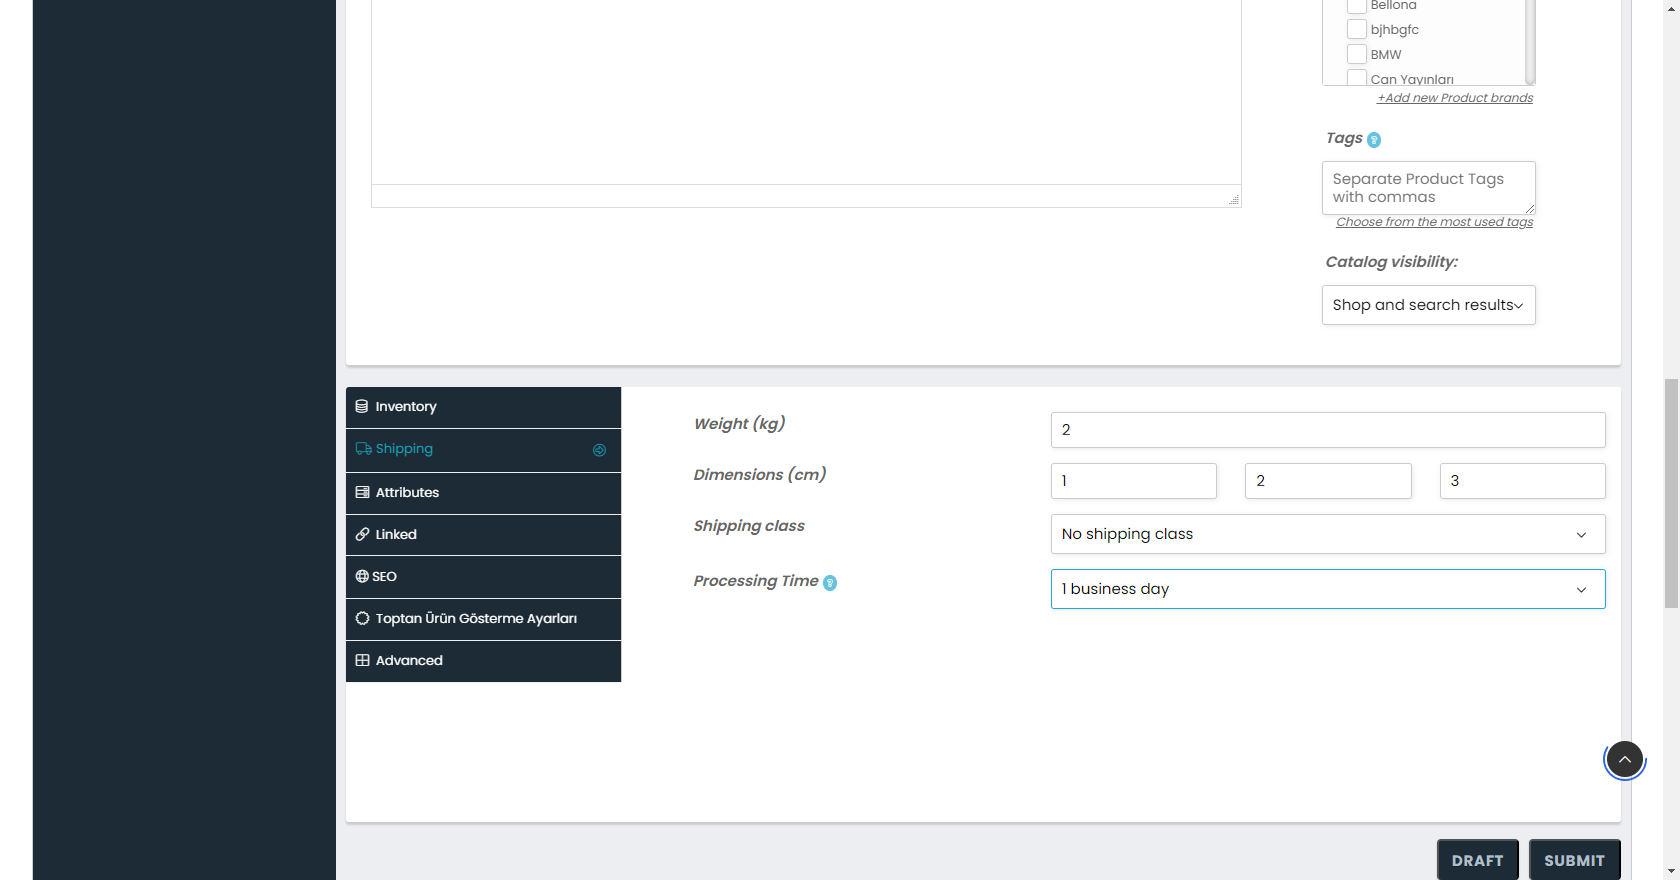 Bellona
bjhbgfc
BMW
Can Yayınları
+Add new Product brands
Tags
Separate Product Tags
with commas
Choose from the most used tags
Catalog visibility:
Shop and search results
Inventory
Shipping
Attributes
Linked
SEO
Toptan Ürün Gösterme Ayarları
Advanced
Weight (kg)
2
Dimensions (cm)
1 2 3
Shipping class
No shipping class
Processing Time
1 business day
DRAFT SUBMIT